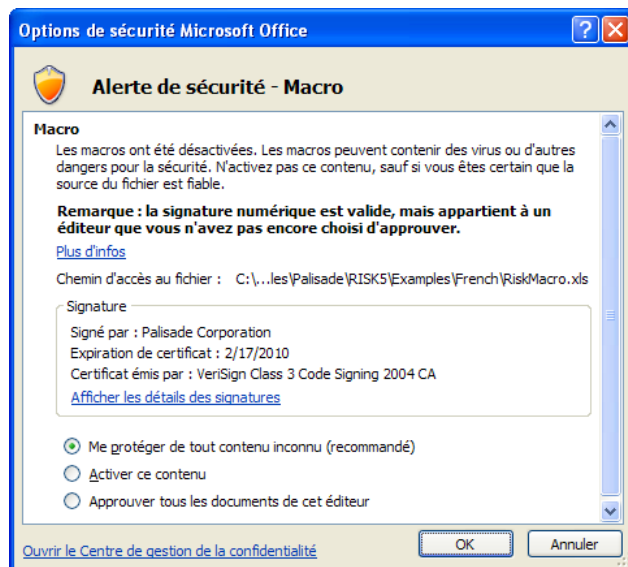 Options de sécurité Microsoft Office
Alerte de sécurité - Macro
Macro
Les macros ont été désactivées. Les macros peuvent contenir des virus ou d'autres
dangers pour la sécurité. N'activez pas ce contenu, sauf si vous êtes certain que la
source du fichier est fiable.
Remarque : la signature numérique est valide, mais appartient à un
éditeur que vous n'avez pas encore choisi d'approuver.
Plus d'infos
Chemin d'accès au fichier : C:\...les\Palisade\RISK5\Examples\French\RiskMacro.xls
Signature
Signé par : Palisade Corporation
Expiration de certificat : 2/17/2010
Certificat émis par : VeriSign Class 3 Code Signing 2004 CA
Afficher les détails des signatures
Me protéger de tout contenu inconnu (recommandé)
Activer ce contenu
Approuver tous les documents de cet éditeur
Ouvrir le Centre de gestion de la confidentialité
OK
Annuler